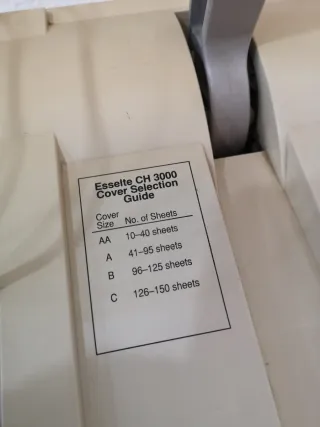 Esselte CH 3000
Cover Selection
Guide
Cover
Size No. of Sheets
AA 10–40 sheets
A 41–95 sheets
B 96–125 sheets
C 126–150 sheets